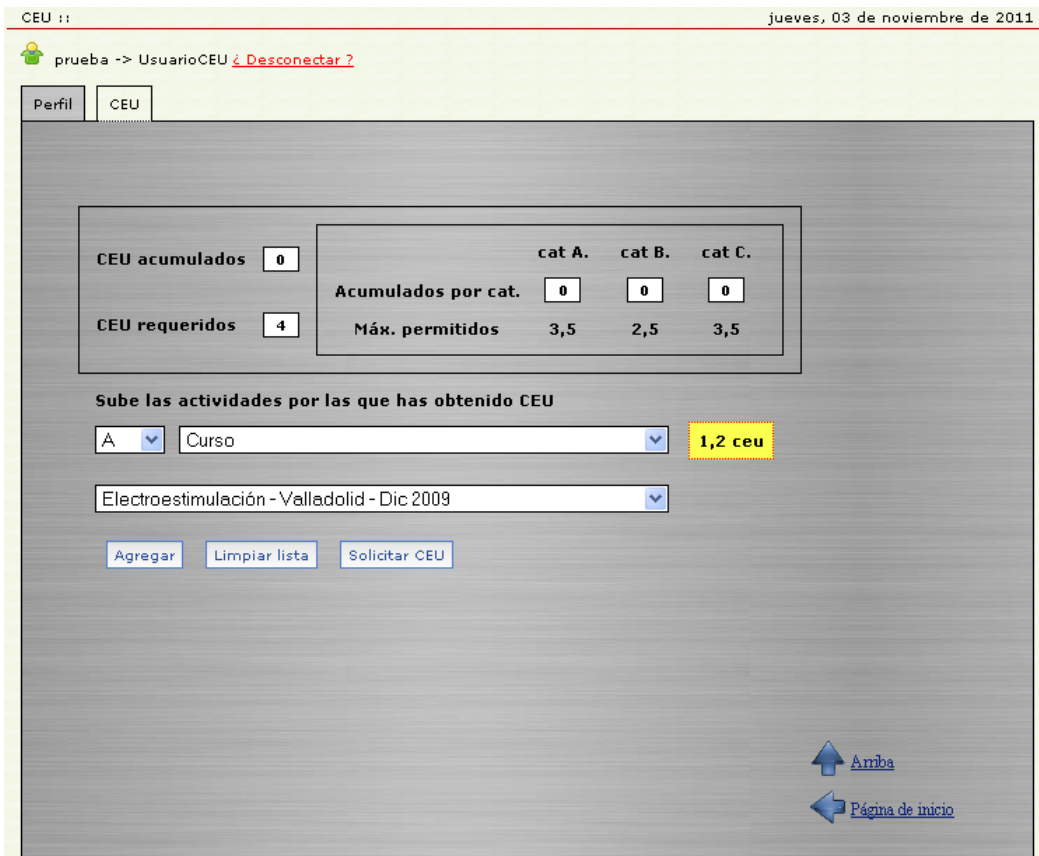 CEU :: jueves, 03 de noviembre de 2011
prueba -> UsuarioCEU ¿ Desconectar ?
Perfil CEU
cat A. cat B. cat C.
CEU acumulados 0
Acumulados por cat. 0 0 0
CEU requeridos 4 Máx. permitidos 3,5 2,5 3,5
Sube las actividades por las que has obtenido CEU
A Curso 1,2 ceu
Electroestimulación - Valladolid - Dic 2009
Agregar Limpiar lista Solicitar CEU
Arriba
Página de inicio